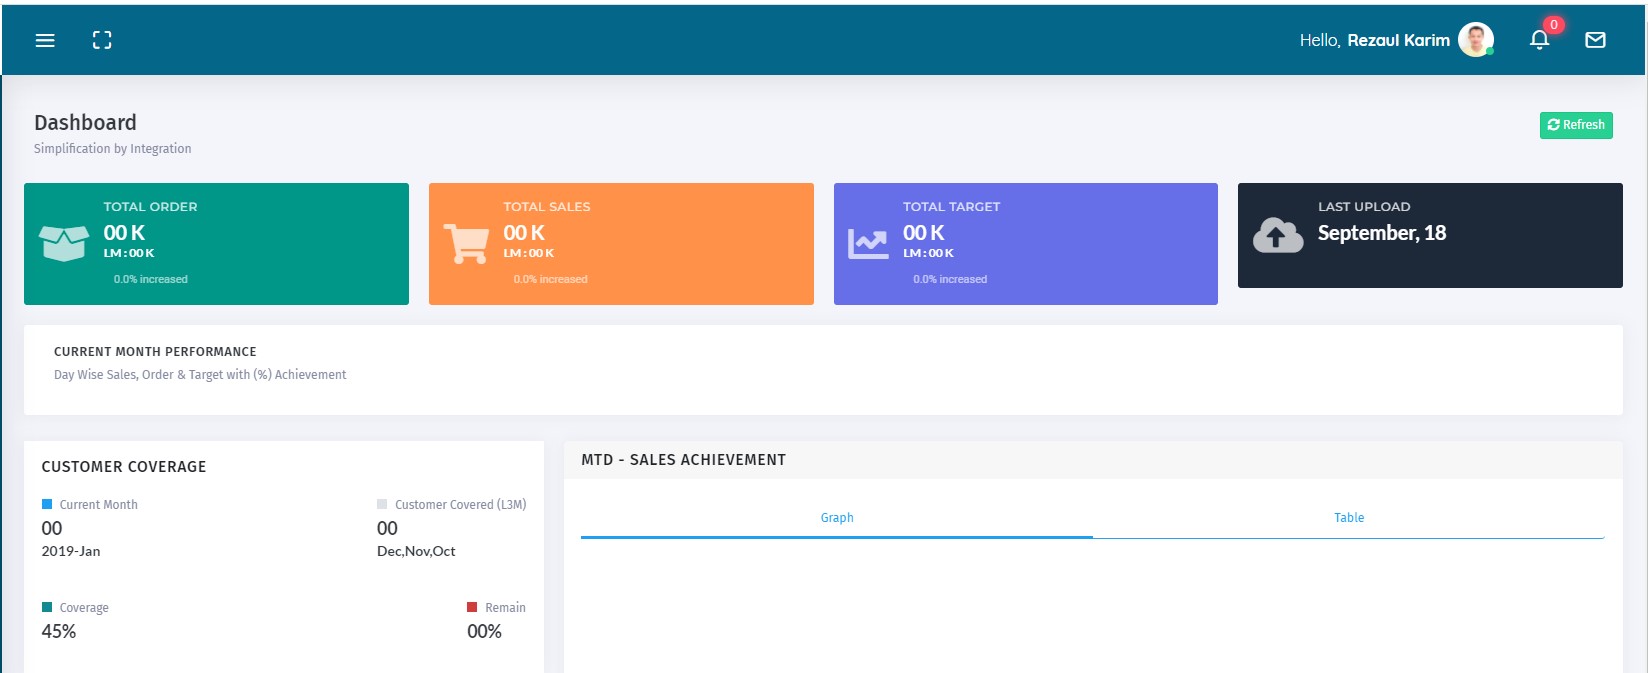 Hello, Rezaul Karim
0
Dashboard
Simplification by Integration
Refresh
TOTAL ORDER
00 K
LM : 00 K
0.0% increased
TOTAL SALES
00 K
LM : 00 K
0.0% increased
TOTAL TARGET
00 K
LM : 00 K
0.0% increased
LAST UPLOAD
September, 18
CURRENT MONTH PERFORMANCE
Day Wise Sales, Order & Target with (%) Achievement
CUSTOMER COVERAGE
Current Month
00
2019-Jan
Customer Covered (L3M)
00
Dec,Nov,Oct
Coverage
45%
Remain
00%
MTD - SALES ACHIEVEMENT
Graph
Table